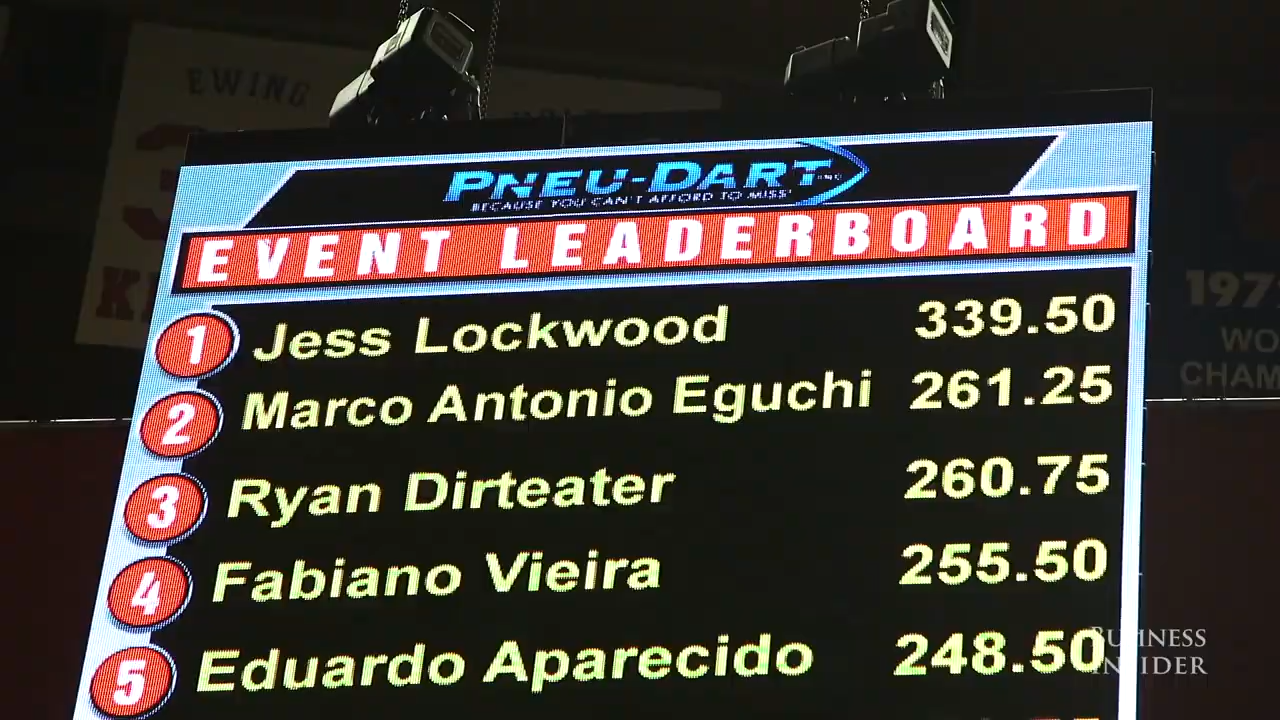 EWING
PNEU-DART INC
BECAUSE YOU CAN'T AFFORD TO MISS
EVENT LEADERBOARD
1 Jess Lockwood 339.50
2 Marco Antonio Eguchi 261.25
3 Ryan Dirteater 260.75
4 Fabiano Vieira 255.50
5 Eduardo Aparecido 248.50
BUSINESS
INSIDER